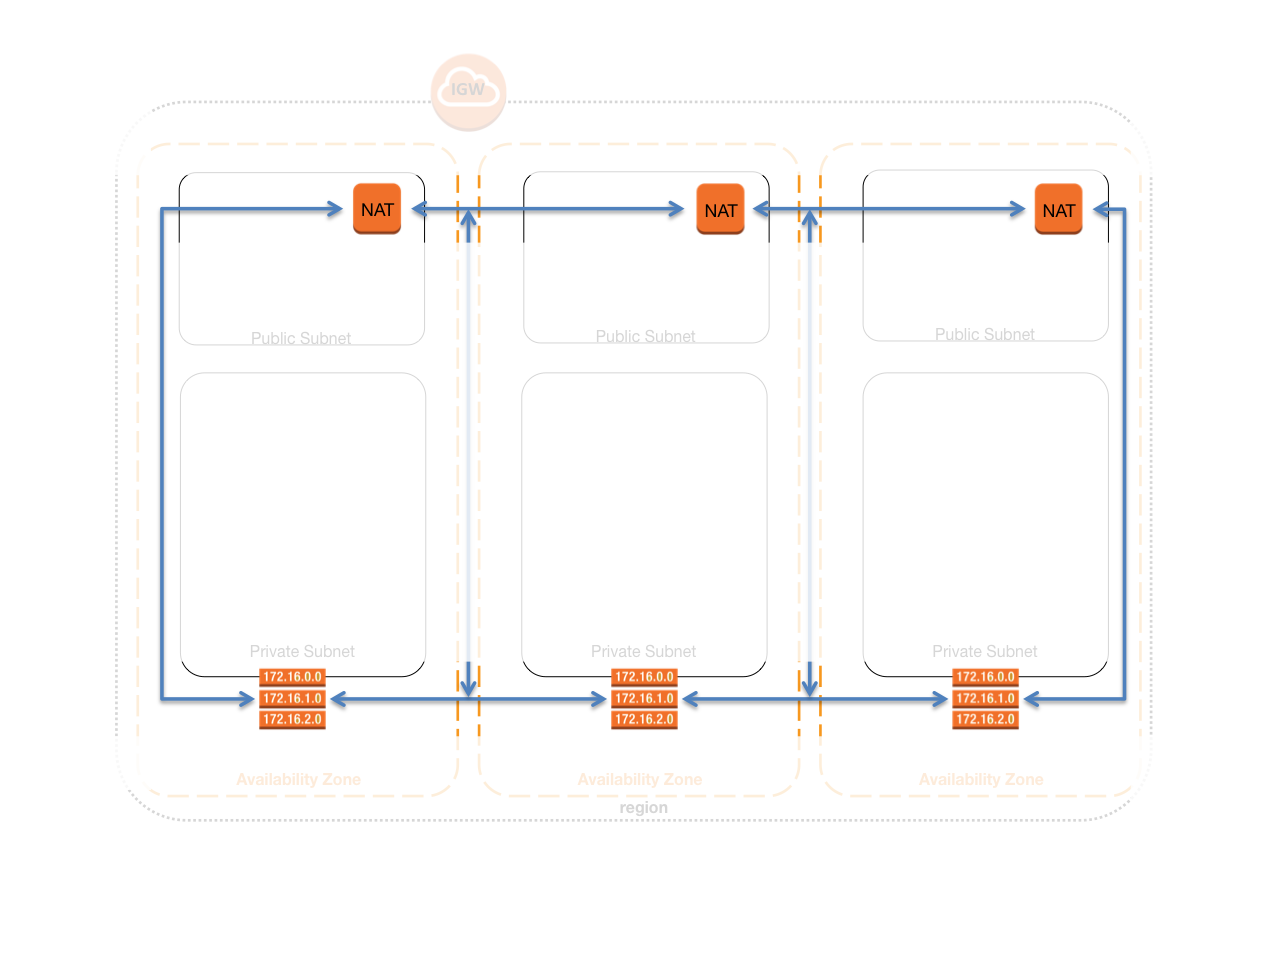 IGW
NAT
NAT
NAT
Public Subnet
Public Subnet
Public Subnet
Private Subnet
Private Subnet
Private Subnet
172.16.0.0
172.16.1.0
172.16.2.0
172.16.0.0
172.16.1.0
172.16.2.0
172.16.0.0
172.16.1.0
172.16.2.0
Availability Zone
Availability Zone
Availability Zone
region